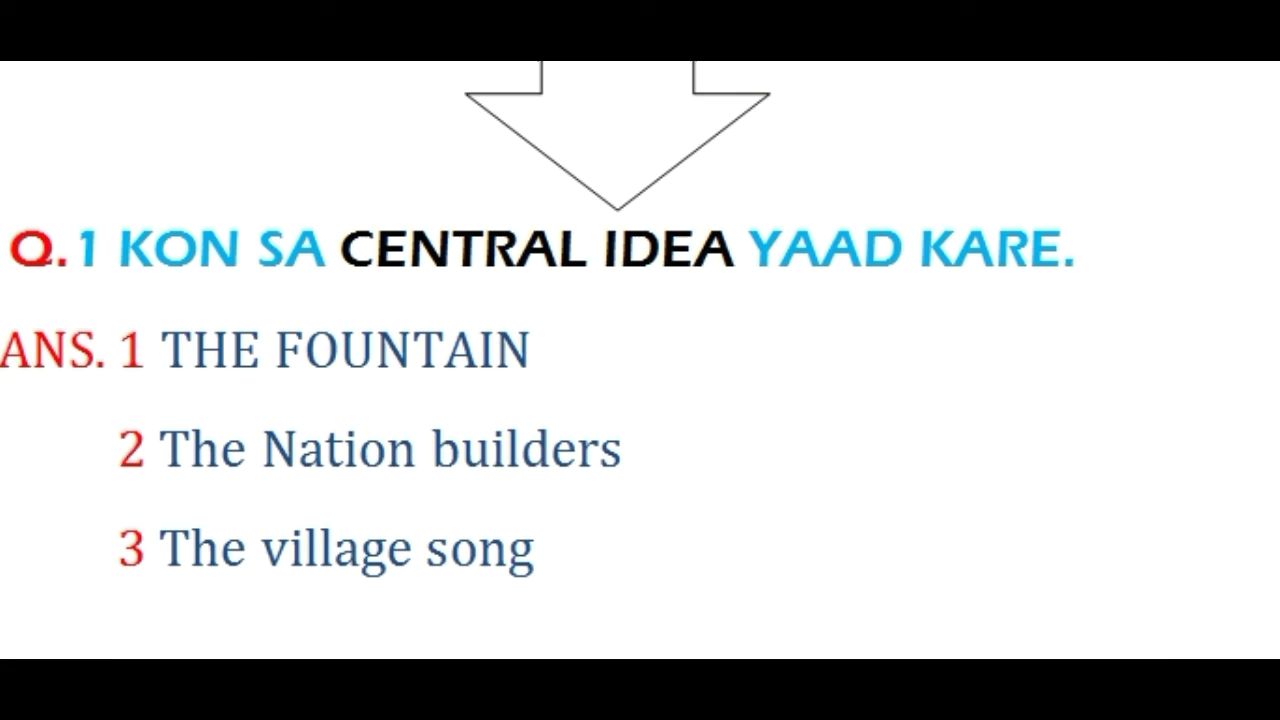 Q.1 KON SA CENTRAL IDEA YAAD KARE.
ANS. 1 THE FOUNTAIN
2 The Nation builders
3 The village song